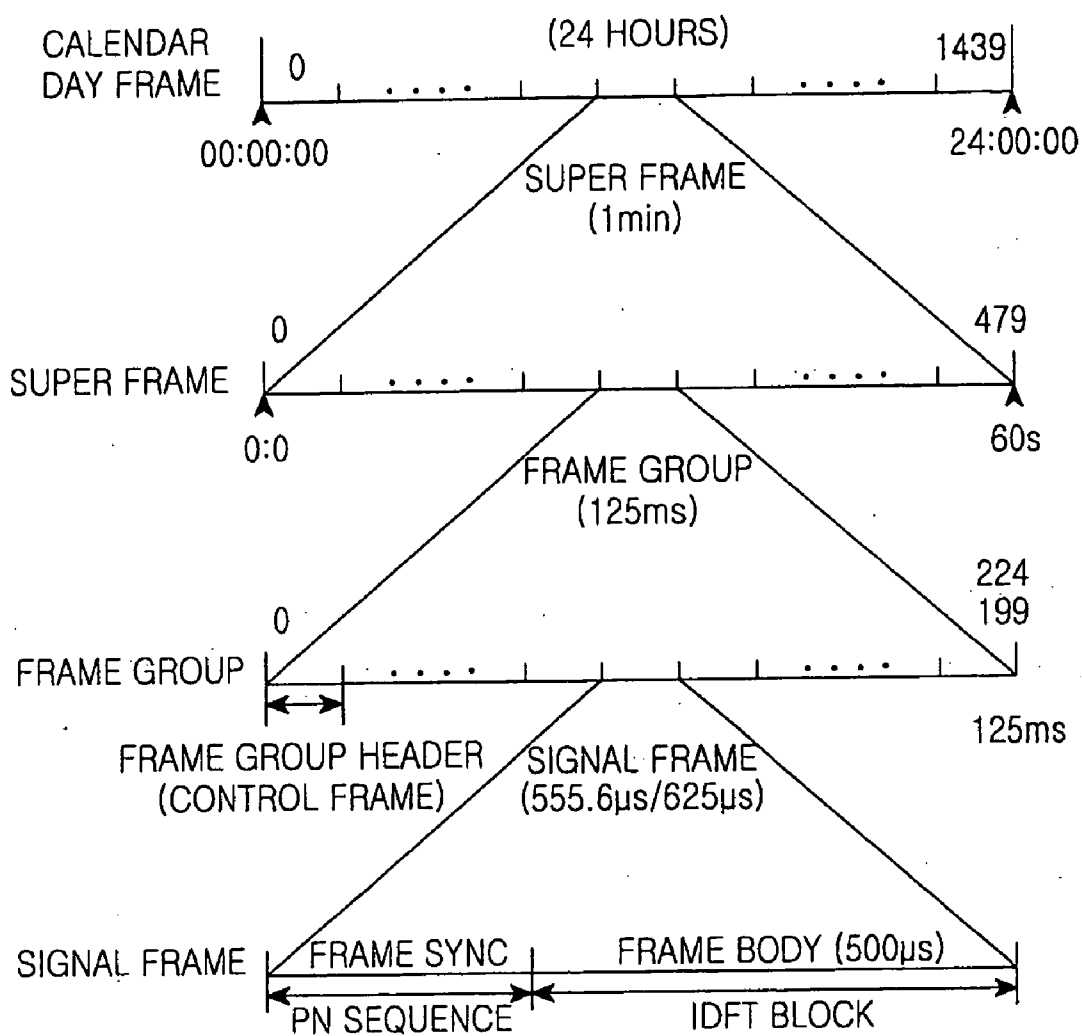 CALENDAR
DAY FRAME
0
(24 HOURS)
1439
00:00:00
24:00:00
SUPER FRAME
(1min)
0
479
SUPER FRAME
0:0
60s
FRAME GROUP
(125ms)
224
0
199
FRAME GROUP
125ms
FRAME GROUP HEADER
(CONTROL FRAME)
SIGNAL FRAME
(555.6µs/625µs)
SIGNAL FRAME
FRAME SYNC
FRAME BODY (500µs)
PN SEQUENCE
IDFT BLOCK